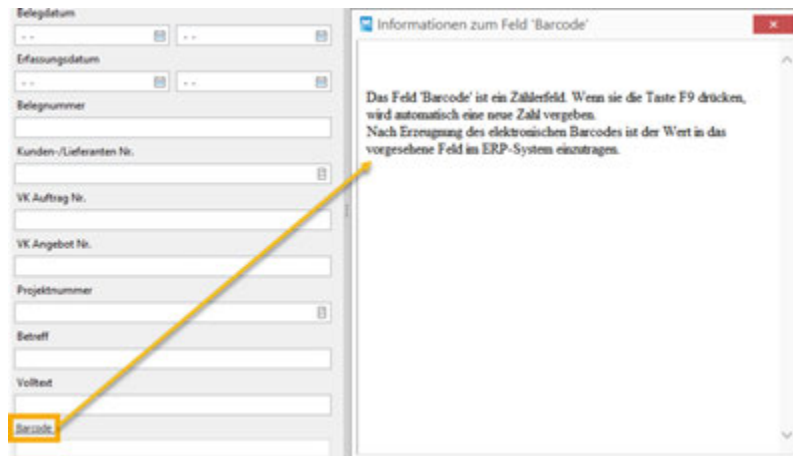 Belegdatum
- -
- -
Erfassungsdatum
- -
- -
Belegnummer
Kunden-/Lieferanten Nr.
VK Auftrag Nr.
VK Angebot Nr.
Projektnummer
Betreff
Volltext
Barcode
Informationen zum Feld 'Barcode'
Das Feld 'Barcode' ist ein Zählerfeld. Wenn sie die Taste F9 drücken,
wird automatisch eine neue Zahl vergeben.
Nach Erzeugung des elektronischen Barcodes ist der Wert in das
vorgesehene Feld im ERP-System einzutragen.